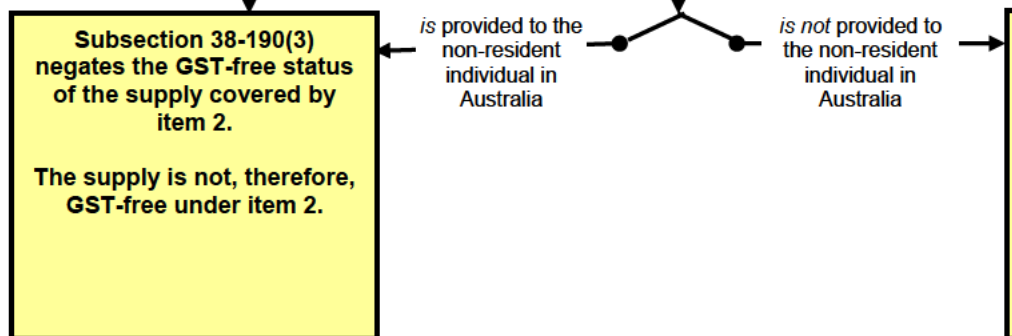 Subsection 38-190(3)
negates the GST-free status
of the supply covered by
item 2.
The supply is not, therefore,
GST-free under item 2.
is provided to the
non-resident
individual in
Australia
is not provided to
the non-resident
individual in
Australia